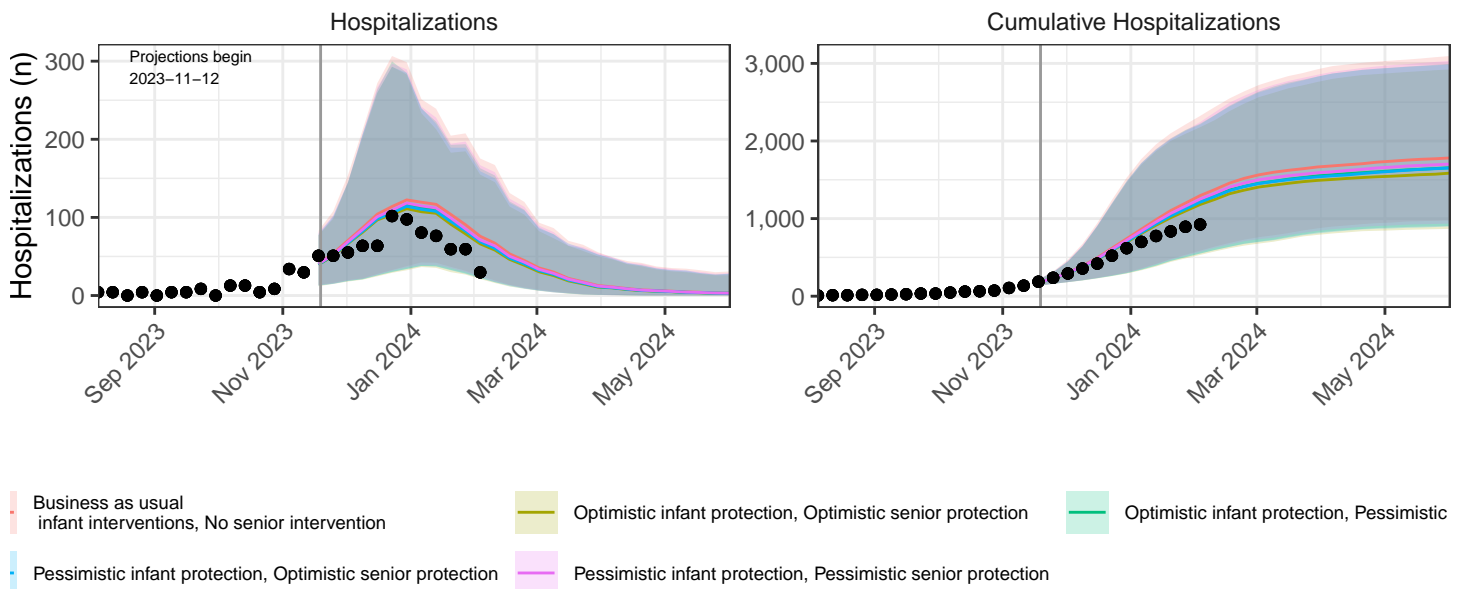 Hospitalizations
Cumulative Hospitalizations
Hospitalizations (n)
300
200
100
0
Projections begin
2023−11−12
Sep 2023
Nov 2023
Jan 2024
Mar 2024
May 2024
3,000
2,000
1,000
0
Sep 2023
Nov 2023
Jan 2024
Mar 2024
May 2024
Business as usual
infant interventions, No senior intervention
Optimistic infant protection, Optimistic senior protection
Optimistic infant protection, Pessimistic
Pessimistic infant protection, Optimistic senior protection
Pessimistic infant protection, Pessimistic senior protection